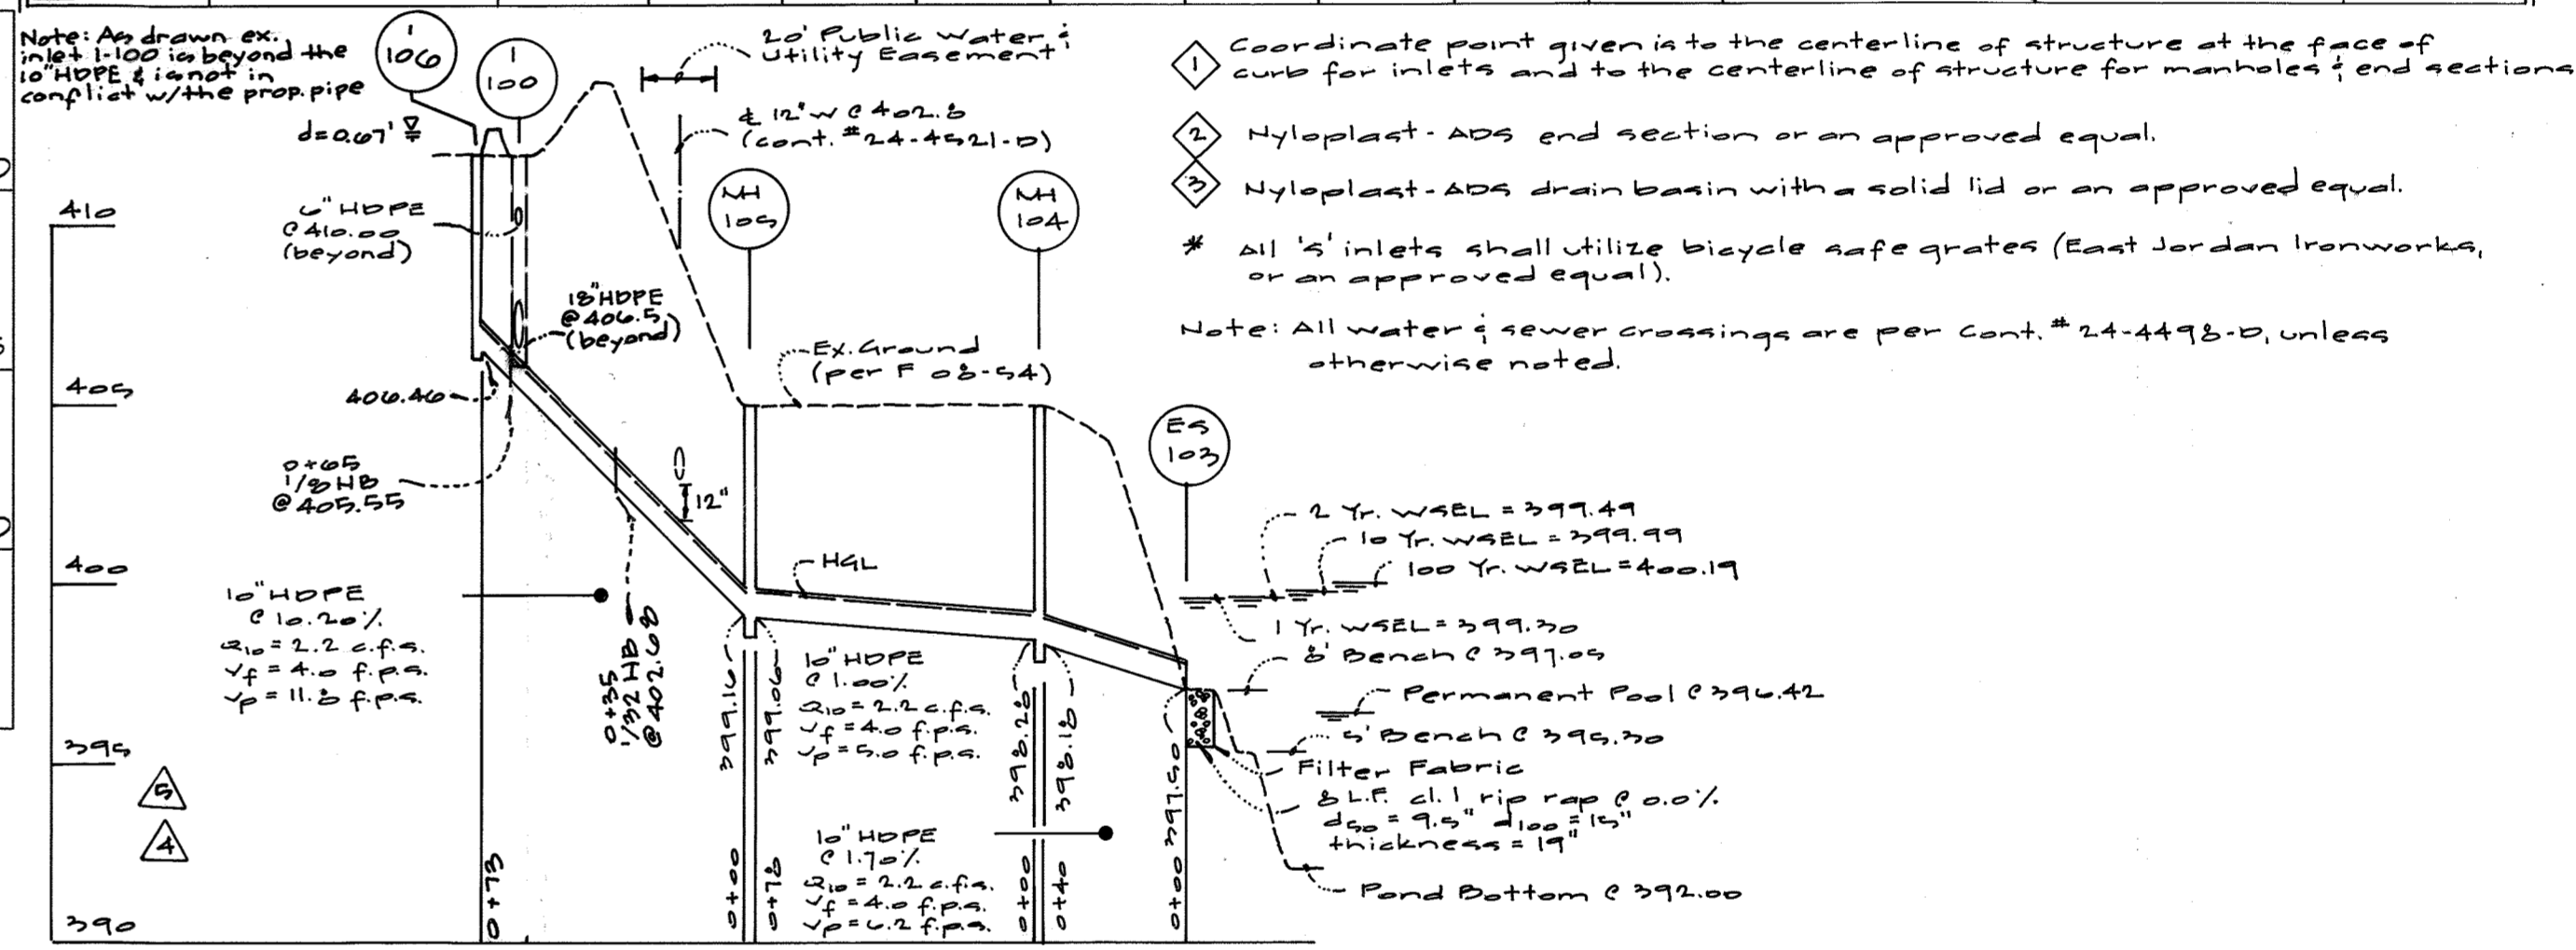 Note: As drawn ex.
inlet I-100 is beyond the
10"HDPE & is not in
conflict w/the prop. pipe
I
106
I
100
d=0.67'
20' Public Water &
Utility Easement
℄ 12" W @ 402.8
(cont. #24-4521-D)
6" HDPE
@ 410.00
(beyond)
18"HDPE
@406.5
(beyond)
MH
105
MH
104
ES
103
Ex. Ground
(per F 08-54)
406.46
0+65
1/8 HB
@405.55
12"
HGL
410
405
400
395
390
10" HDPE
@ 10.20%
Q10 = 2.2 c.f.s.
Vf = 4.0 f.p.s.
Vp = 11.8 f.p.s.
0+35
1/32 HB
@402.68
399.16
399.06
10" HDPE
@ 1.00%
Q10 = 2.2 c.f.s.
Vf = 4.0 f.p.s.
Vp = 5.0 f.p.s.
398.28
398.18
10" HDPE
@ 1.70%
Q10 = 2.2 c.f.s.
Vf = 4.0 f.p.s.
Vp = 6.2 f.p.s.
397.50
0+73
0+00
0+78
0+00
0+40
0+00
5
4
2 Yr. WSEL = 399.49
10 Yr. WSEL = 399.99
100 Yr. WSEL = 400.19
1 Yr. WSEL = 399.30
8' Bench @ 397.05
Permanent Pool @ 396.42
5' Bench @ 395.30
Filter Fabric
8 L.F. cl. I rip rap @ 0.0%
d50 = 9.5" d100 = 15"
thickness = 19"
Pond Bottom @ 392.00
1 Coordinate point given is to the centerline of structure at the face of
curb for inlets and to the centerline of structure for manholes & end sections
2 Nyloplast - ADS end section or an approved equal.
3 Nyloplast - ADS drain basin with a solid lid or an approved equal.
* All 'S' inlets shall utilize bicycle safe grates (East Jordan Ironworks,
or an approved equal).
Note: All water & sewer crossings are per Cont. # 24-4498-D, unless
otherwise noted.